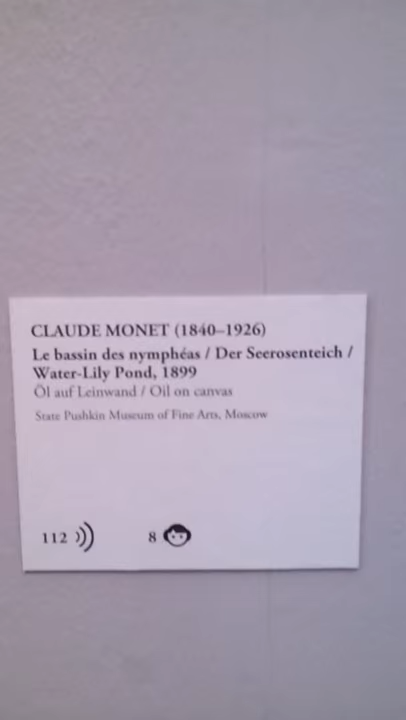 CLAUDE MONET (1840–1926)
Le bassin des nymphéas / Der Seerosenteich /
Water-Lily Pond, 1899
Öl auf Leinwand / Oil on canvas
State Pushkin Museum of Fine Arts, Moscow
112 8